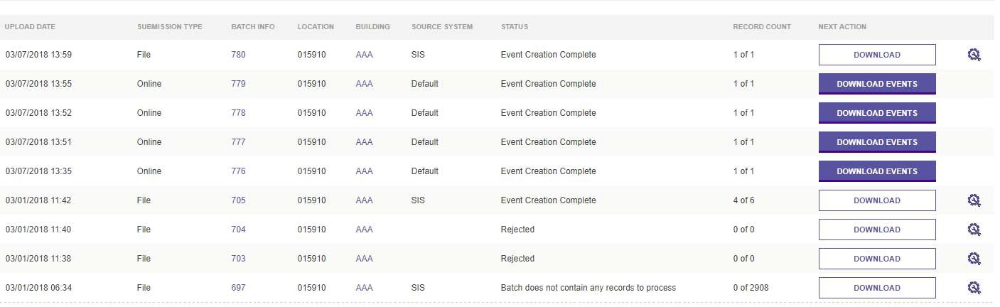 UPLOAD DATE SUBMISSION TYPE BATCH INFO LOCATION BUILDING SOURCE SYSTEM STATUS RECORD COUNT NEXT ACTION
03/07/2018 13:59 File 780 015910 AAA SIS Event Creation Complete 1 of 1 DOWNLOAD
03/07/2018 13:55 Online 779 015910 AAA Default Event Creation Complete 1 of 1 DOWNLOAD EVENTS
03/07/2018 13:52 Online 778 015910 AAA Default Event Creation Complete 1 of 1 DOWNLOAD EVENTS
03/07/2018 13:51 Online 777 015910 AAA Default Event Creation Complete 1 of 1 DOWNLOAD EVENTS
03/07/2018 13:35 Online 776 015910 AAA Default Event Creation Complete 1 of 1 DOWNLOAD EVENTS
03/01/2018 11:42 File 705 015910 AAA SIS Event Creation Complete 4 of 6 DOWNLOAD
03/01/2018 11:40 File 704 015910 AAA Rejected 0 of 0 DOWNLOAD
03/01/2018 11:38 File 703 015910 AAA Rejected 0 of 0 DOWNLOAD
03/01/2018 06:34 File 697 015910 AAA SIS Batch does not contain any records to process 0 of 2908 DOWNLOAD